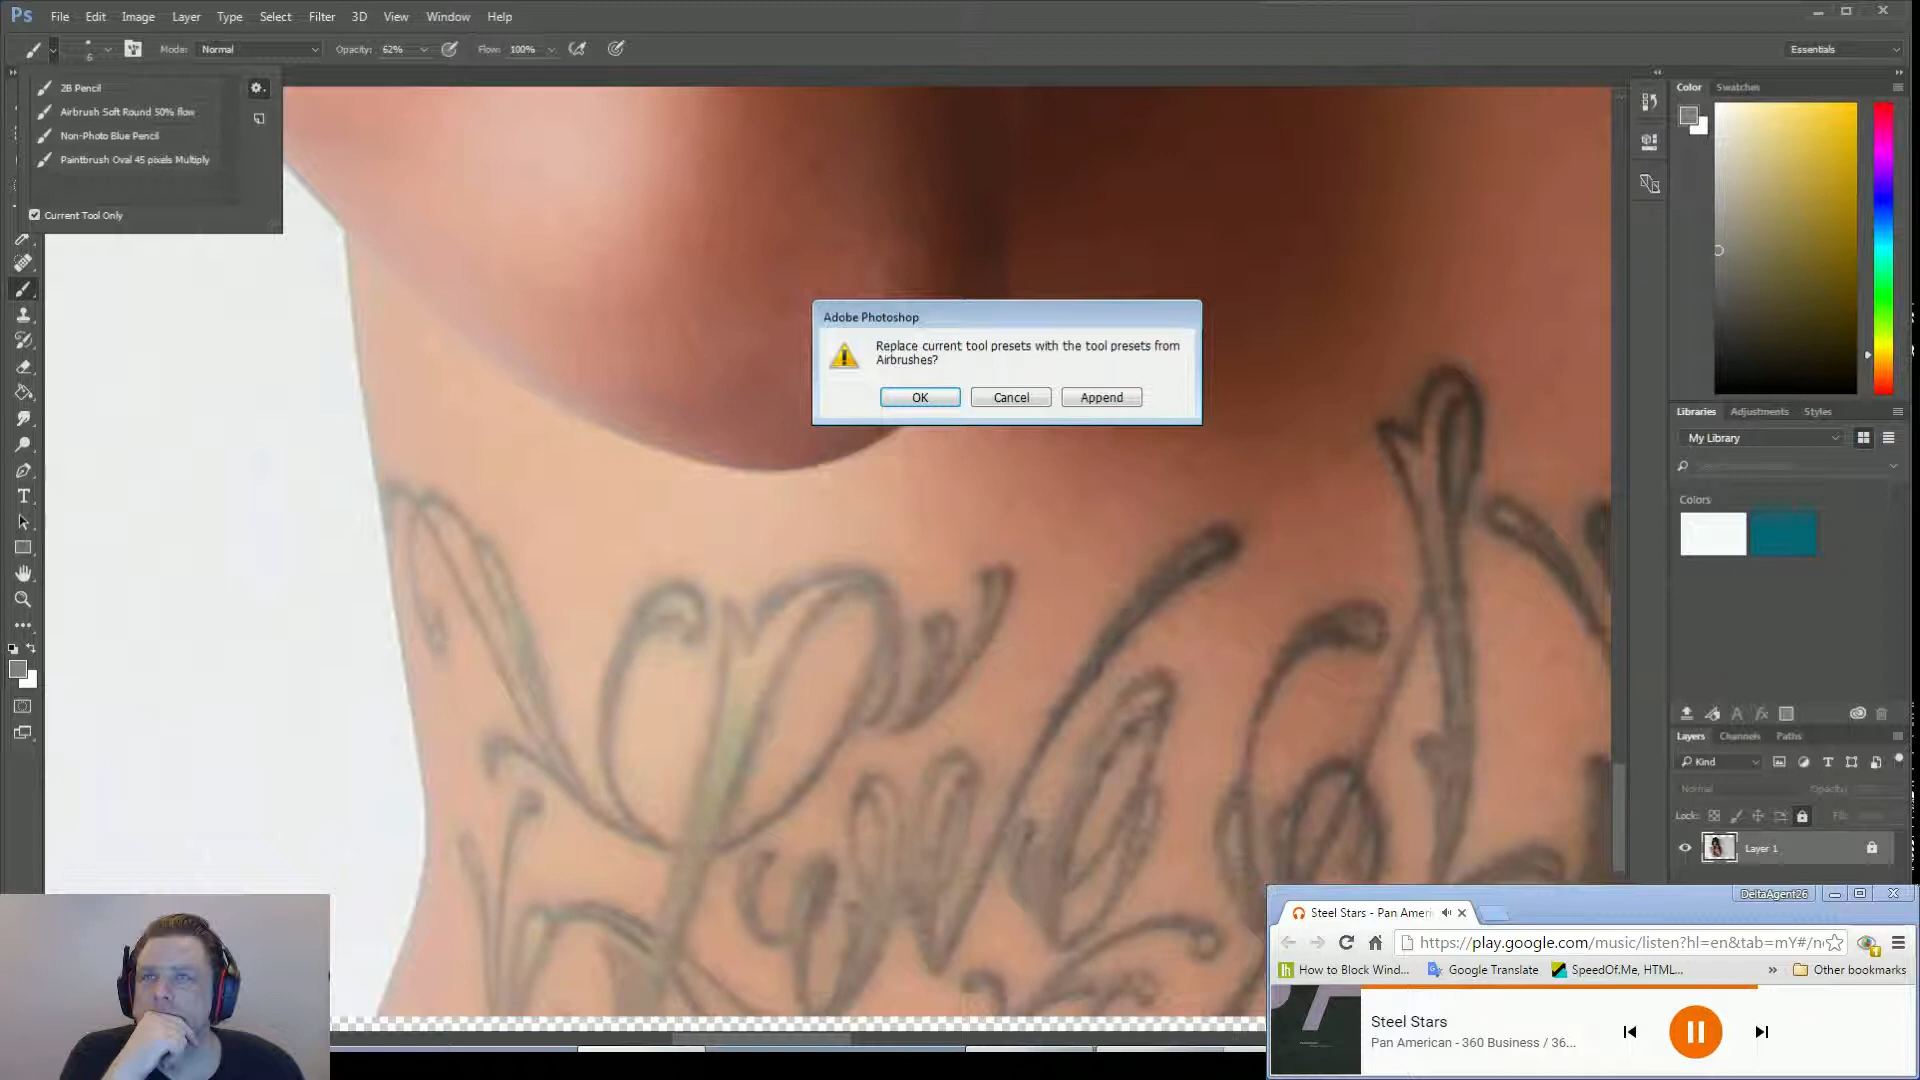 Ps File Edit Image Layer Type Select Filter 3D View Window Help
6 Mode: Normal Opacity: 62% Flow: 100% Essentials
2B Pencil
Airbrush Soft Round 50% flow
Non-Photo Blue Pencil
Paintbrush Oval 45 pixels Multiply
Current Tool Only
Adobe Photoshop
Replace current tool presets with the tool presets from
Airbrushes?
OK Cancel Append
Color Swatches
Libraries Adjustments Styles
My Library
Colors
Layers Channels Paths
Kind
Normal Opacity:
Lock: Fill:
Layer 1
DeltaAgent26
Steel Stars - Pan Ameri
https://play.google.com/music/listen?hl=en&tab=mY#/n
How to Block Wind... Google Translate SpeedOf.Me, HTML... » Other bookmarks
Steel Stars
Pan American - 360 Business / 36...